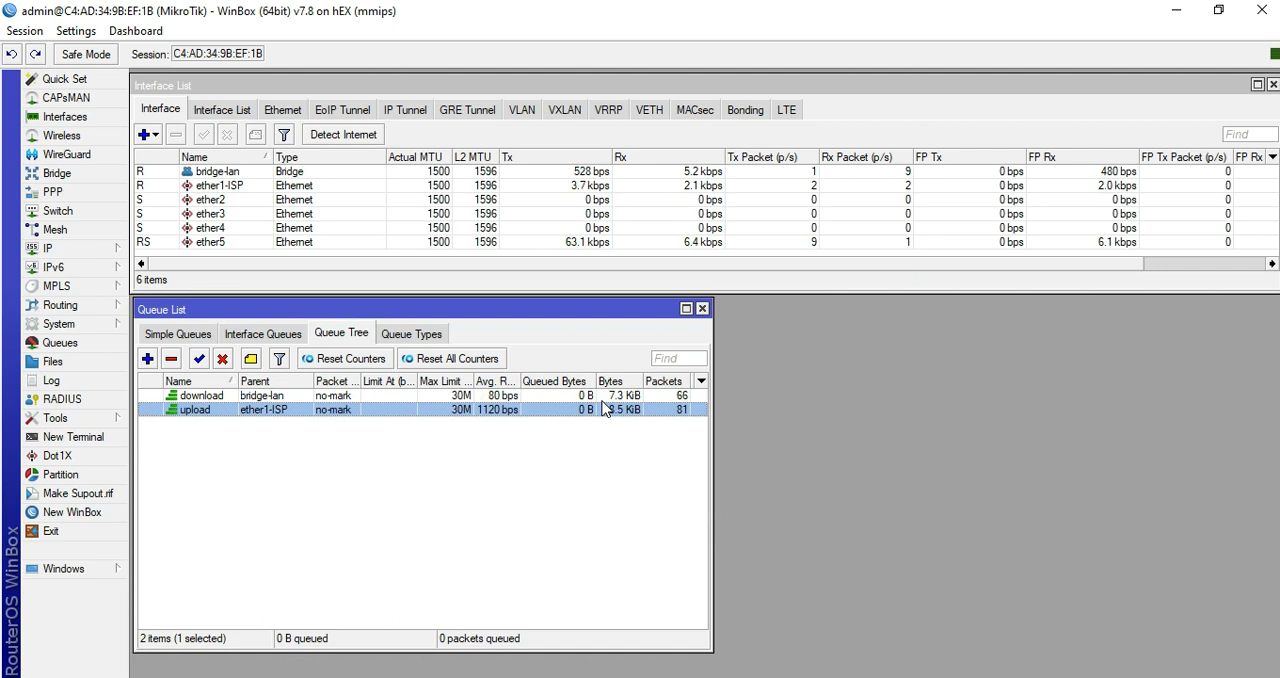 admin@C4:AD:34:9B:EF:1B (MikroTik) - WinBox (64bit) v7.8 on hEX (mmips)
Session Settings Dashboard
Safe Mode Session: C4:AD:34:9B:EF:1B
Quick Set
CAPsMAN
Interfaces
Wireless
WireGuard
Bridge
PPP
Switch
Mesh
IP
IPv6
MPLS
Routing
System
Queues
Files
Log
RADIUS
Tools
New Terminal
Dot1X
Partition
Make Supout.rif
New WinBox
Exit
Windows
RouterOS WinBox
Interface List
Interface Interface List Ethernet EoIP Tunnel IP Tunnel GRE Tunnel VLAN VXLAN VRRP VETH MACsec Bonding LTE
Detect Internet Find
Name Type Actual MTU L2 MTU Tx Rx Tx Packet (p/s) Rx Packet (p/s) FP Tx FP Rx FP Tx Packet (p/s) FP Rx
R bridge-lan Bridge 1500 1596 528 bps 5.2 kbps 1 9 0 bps 480 bps 0
R ether1-ISP Ethernet 1500 1596 3.7 kbps 2.1 kbps 2 2 0 bps 2.0 kbps 0
S ether2 Ethernet 1500 1596 0 bps 0 bps 0 0 0 bps 0 bps 0
S ether3 Ethernet 1500 1596 0 bps 0 bps 0 0 0 bps 0 bps 0
S ether4 Ethernet 1500 1596 0 bps 0 bps 0 0 0 bps 0 bps 0
RS ether5 Ethernet 1500 1596 63.1 kbps 6.4 kbps 9 1 0 bps 6.1 kbps 0
6 items
Queue List
Simple Queues Interface Queues Queue Tree Queue Types
Reset Counters Reset All Counters Find
Name Parent Packet ... Limit At (b... Max Limit ... Avg. R... Queued Bytes Bytes Packets
download bridge-lan no-mark 30M 80 bps 0 B 7.3 KiB 66
upload ether1-ISP no-mark 30M 1120 bps 0 B .5 KiB 81
2 items (1 selected) 0 B queued 0 packets queued